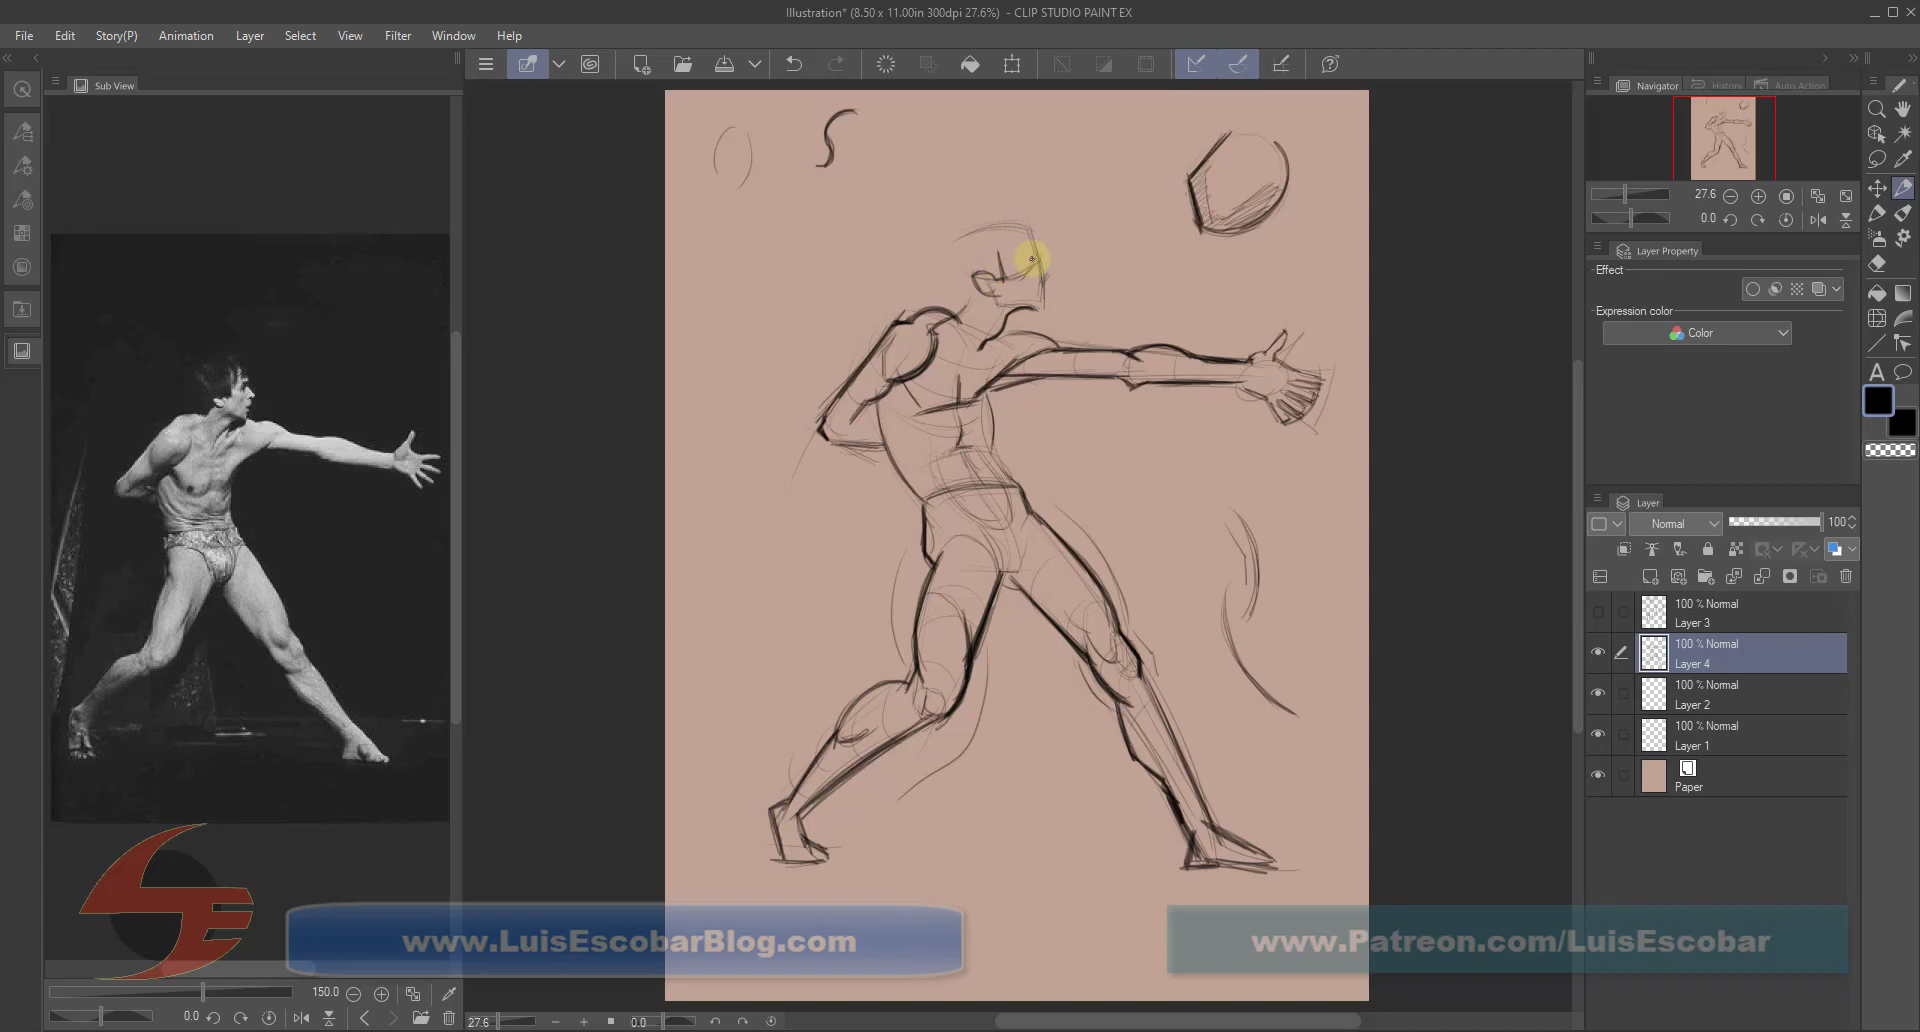 Illustration* (8.50 x 11.00in 300dpi 27.6%) - CLIP STUDIO PAINT EX
File Edit Story(P) Animation Layer Select View Filter Window Help
Sub View
Navigator History Auto Action
27.6
0.0
Layer Property
Effect
Expression color
Color
Layer
Normal 100
100 % Normal
Layer 3
100 % Normal
Layer 4
100 % Normal
Layer 2
100 % Normal
Layer 1
Paper
www.LuisEscobarBlog.com
www.Patreon.com/LuisEscobar
150.0
0.0
27.6 0.0